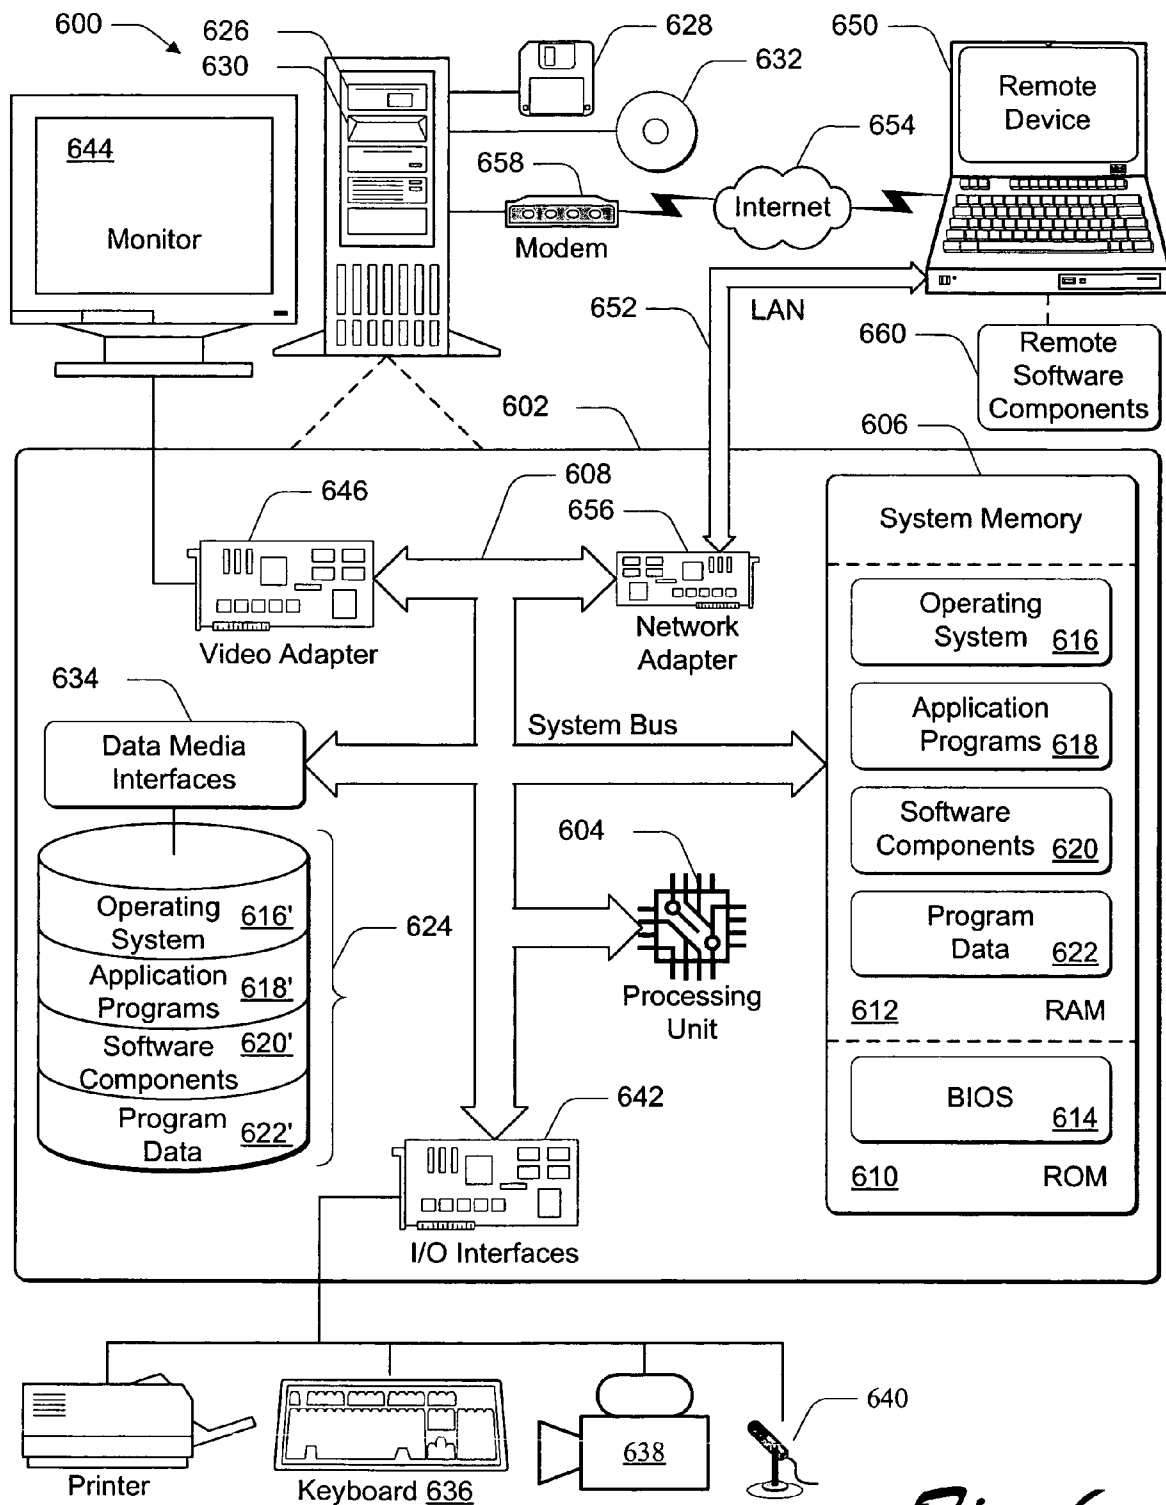 600
626
630
628
632
650
Remote
Device
644
Monitor
658
Modem
654
Internet
652
LAN
660
Remote
Software
Components
602
646
608
656
606
Video Adapter
Network
Adapter
System Memory
Operating
System 616
Application
Programs 618
Software
Components 620
Program
Data 622
612 RAM
BIOS 614
610 ROM
634
Data Media
Interfaces
System Bus
604
Processing
Unit
Operating
System 616'
Application
Programs 618'
Software
Components 620'
Program
Data 622'
624
642
I/O Interfaces
Printer
Keyboard 636
638
640